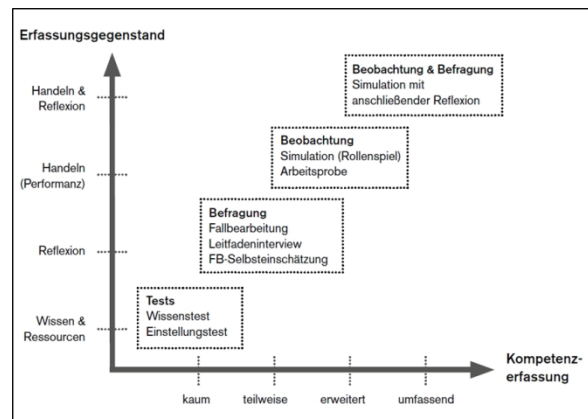 Erfassungsgegenstand
Handeln &
Reflexion
Beobachtung & Befragung
Simulation mit
anschließender Reflexion
Handeln
(Performanz)
Beobachtung
Simulation (Rollenspiel)
Arbeitsprobe
Reflexion
Befragung
Fallbearbeitung
Leitfadeninterview
FB-Selbsteinschätzung
Wissen &
Ressourcen
Tests
Wissenstest
Einstellungstest
kaum
teilweise
erweitert
umfassend
Kompetenz-
erfassung